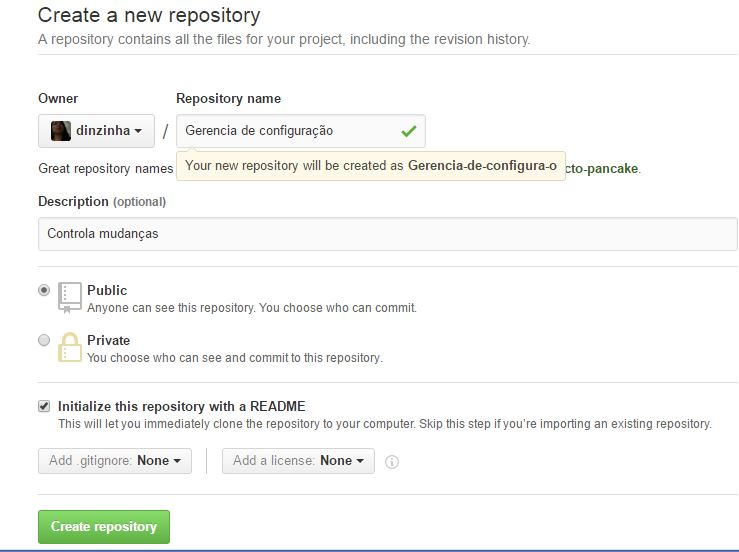 Create a new repository
A repository contains all the files for your project, including the revision history.
Owner Repository name
dinzinha / Gerencia de configuração
Great repository names Your new repository will be created as Gerencia-de-configura-o cto-pancake.
Description (optional)
Controla mudanças
Public
Anyone can see this repository. You choose who can commit.
Private
You choose who can see and commit to this repository.
Initialize this repository with a README
This will let you immediately clone the repository to your computer. Skip this step if you’re importing an existing repository.
Add .gitignore: None Add a license: None
Create repository